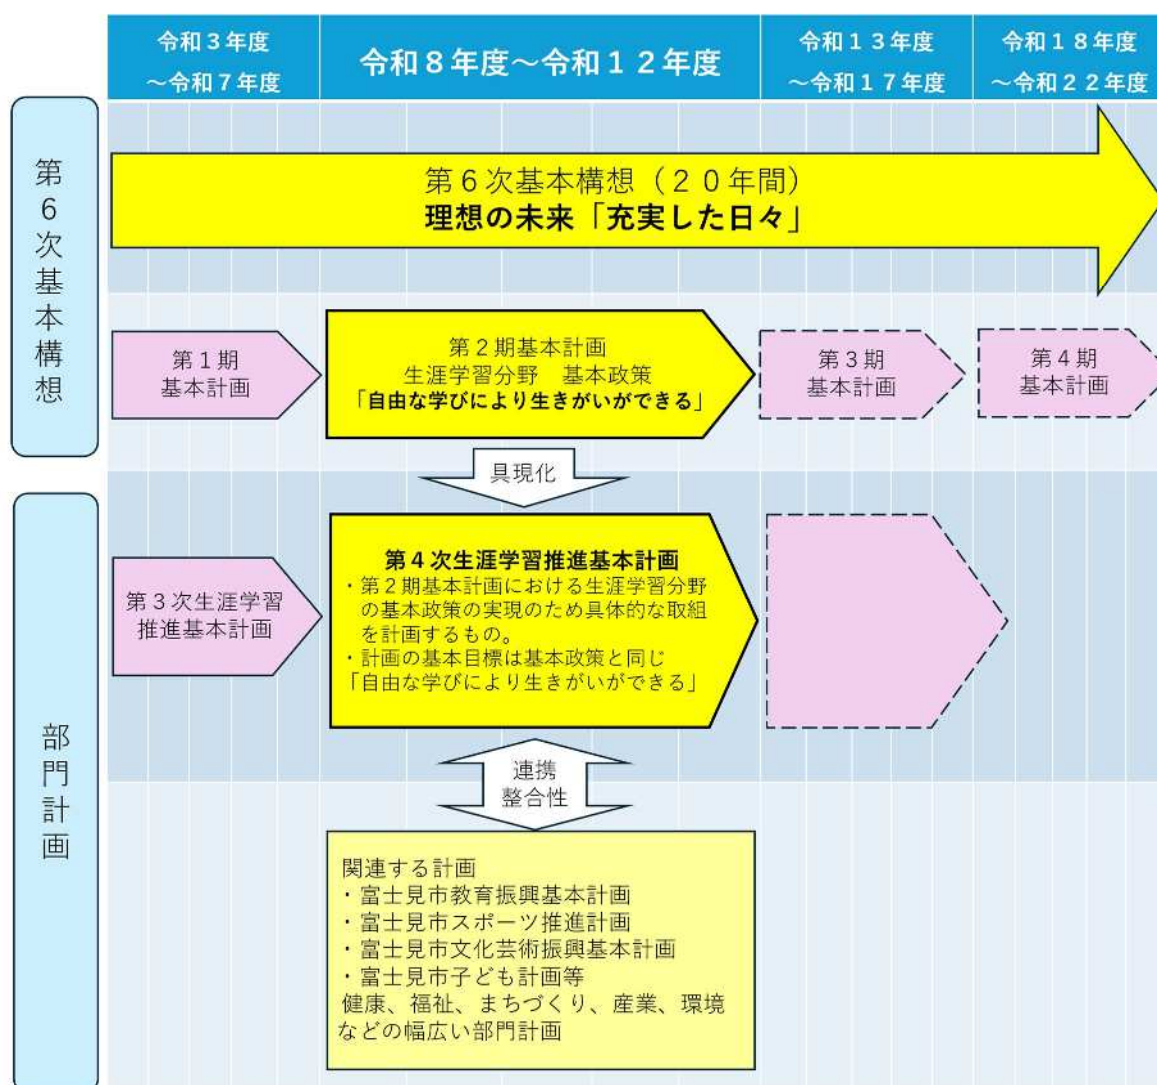 令和３年度
～令和７年度
令和８年度～令和１２年度
令和１３年度
～令和１７年度
令和１８年度
～令和２２年度
第６次基本構想
第６次基本構想（２０年間）
理想の未来「充実した日々」
第１期
基本計画
第２期基本計画
生涯学習分野　基本政策
「自由な学びにより生きがいができる」
第３期
基本計画
第４期
基本計画
具現化
部門計画
第３次生涯学習
推進基本計画
第４次生涯学習推進基本計画
・第２期基本計画における生涯学習分野
の基本政策の実現のため具体的な取組
を計画するもの。
・計画の基本目標は基本政策と同じ
「自由な学びにより生きがいができる」
連携
整合性
関連する計画
・富士見市教育振興基本計画
・富士見市スポーツ推進計画
・富士見市文化芸術振興基本計画
・富士見市子ども計画等
健康、福祉、まちづくり、産業、環境
などの幅広い部門計画